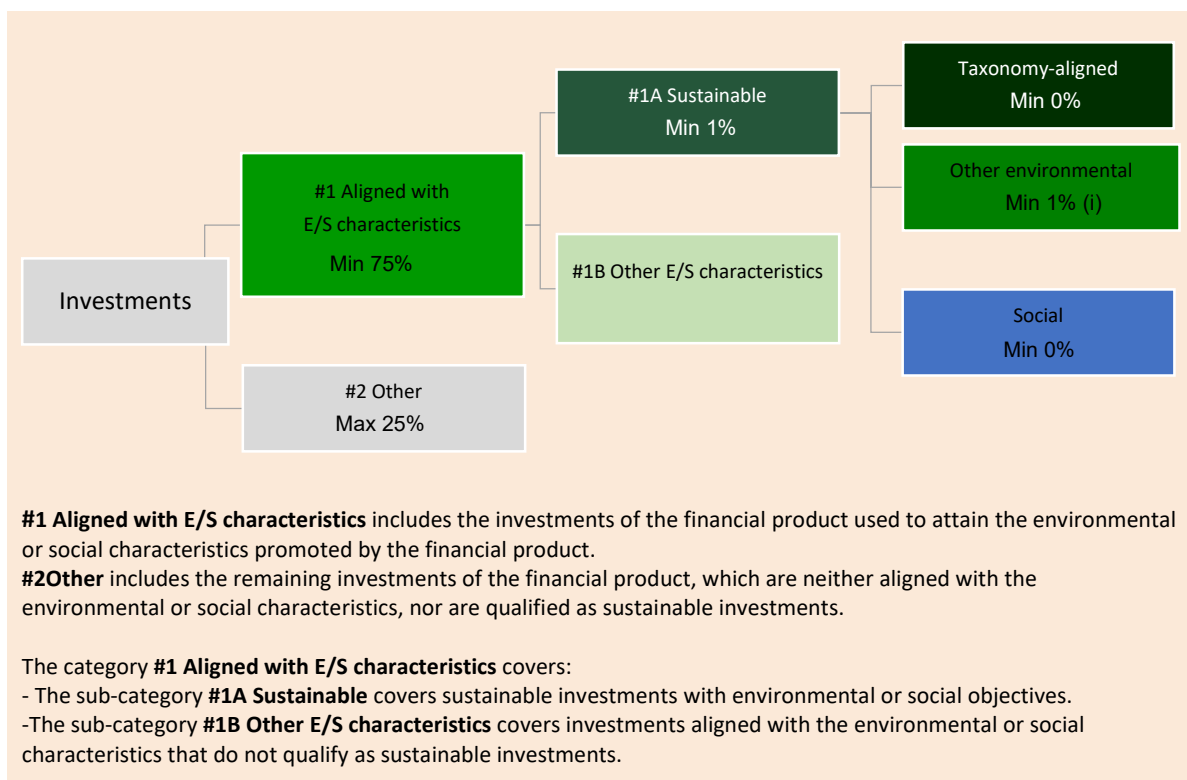 Taxonomy-aligned
Min 0%
#1A Sustainable
Min 1%
Other environmental
Min 1% (i)
#1 Aligned with
E/S characteristics
Min 75%
#1B Other E/S characteristics
Investments
Social
Min 0%
#2 Other
Max 25%
#1 Aligned with E/S characteristics includes the investments of the financial product used to attain the environmental
or social characteristics promoted by the financial product.
#2Other includes the remaining investments of the financial product, which are neither aligned with the
environmental or social characteristics, nor are qualified as sustainable investments.
The category #1 Aligned with E/S characteristics covers:
- The sub-category #1A Sustainable covers sustainable investments with environmental or social objectives.
-The sub-category #1B Other E/S characteristics covers investments aligned with the environmental or social
characteristics that do not qualify as sustainable investments.